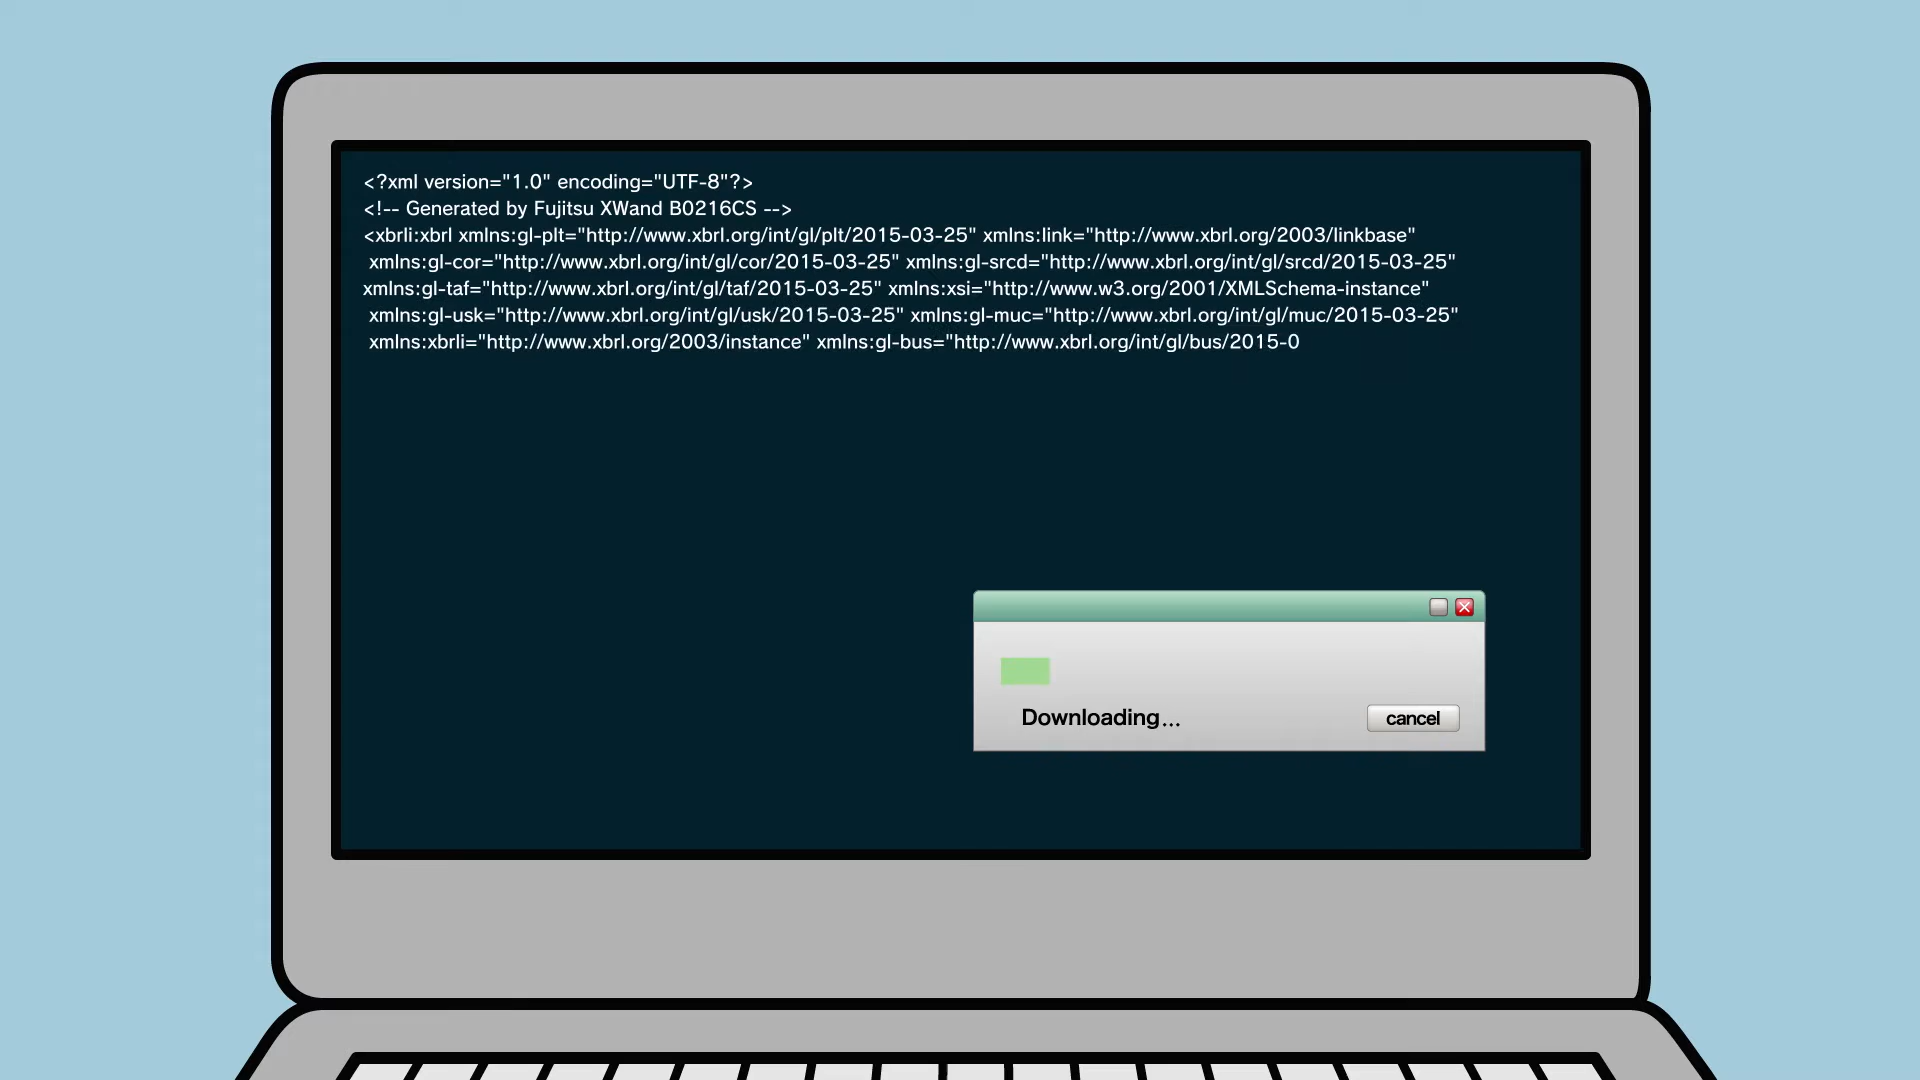 <?xml version="1.0" encoding="UTF-8"?>
<!-- Generated by Fujitsu XWand B0216CS -->
<xbrli:xbrl xmlns:gl-plt="http://www.xbrl.org/int/gl/plt/2015-03-25" xmlns:link="http://www.xbrl.org/2003/linkbase"
xmlns:gl-cor="http://www.xbrl.org/int/gl/cor/2015-03-25" xmlns:gl-srcd="http://www.xbrl.org/int/gl/srcd/2015-03-25"
xmlns:gl-taf="http://www.xbrl.org/int/gl/taf/2015-03-25" xmlns:xsi="http://www.w3.org/2001/XMLSchema-instance"
xmlns:gl-usk="http://www.xbrl.org/int/gl/usk/2015-03-25" xmlns:gl-muc="http://www.xbrl.org/int/gl/muc/2015-03-25"
xmlns:xbrli="http://www.xbrl.org/2003/instance" xmlns:gl-bus="http://www.xbrl.org/int/gl/bus/2015-0
Downloading...
cancel